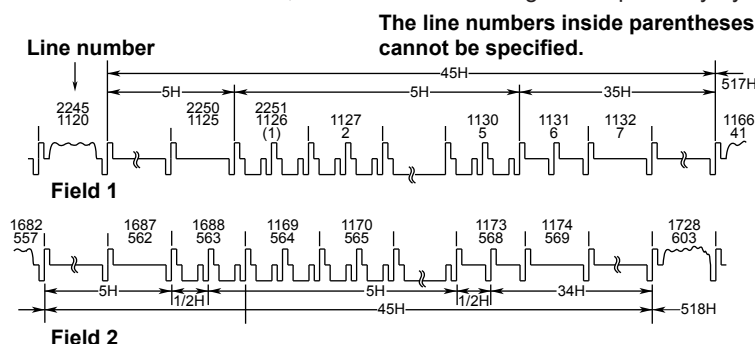 The line numbers inside parentheses
cannot be specified.
Line number
45H
517H
5H
5H
35H
2245
1120
2250
1125
2251
1126
(1)
1127
2
1130
5
1131
6
1132
7
1166
41
Field 1
1682
557
1687
562
1688
563
1169
564
1170
565
1173
568
1174
569
1728
603
5H
1/2H
5H
1/2H
34H
45H
518H
Field 2